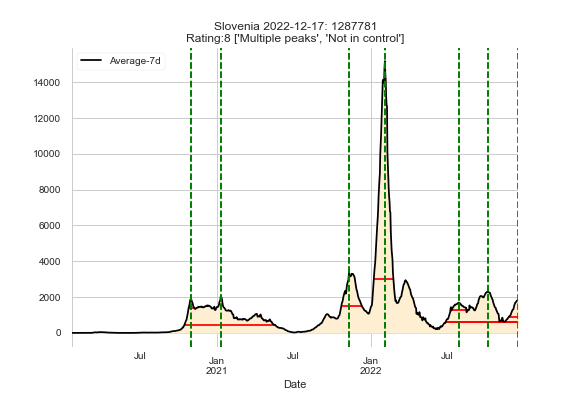 Slovenia 2022-12-17: 1287781
Rating:8 ['Multiple peaks', 'Not in control']
Average-7d
14000
12000
10000
8000
6000
4000
2000
0
Jul
Jan
2021
Jul
Jan
2022
Jul
Date